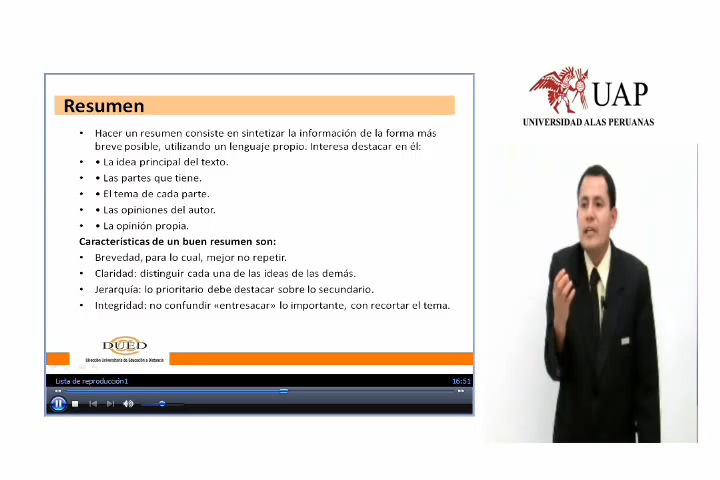 Resumen
• Hacer un resumen consiste en sintetizar la información de la forma más
breve posible, utilizando un lenguaje propio. Interesa destacar en él:
• • La idea principal del texto.
• • Las partes que tiene.
• • El tema de cada parte.
• • Las opiniones del autor.
• • La opinión propia.
Características de un buen resumen son:
• Brevedad, para lo cual, mejor no repetir.
• Claridad: distinguir cada una de las ideas de las demás.
• Jerarquía: lo prioritario debe destacar sobre lo secundario.
• Integridad: no confundir «entresacar» lo importante, con recortar el tema.
DUED
Dirección Universitaria de Educación a Distancia
Lista de reproducción1
16:51
UAP
UNIVERSIDAD ALAS PERUANAS